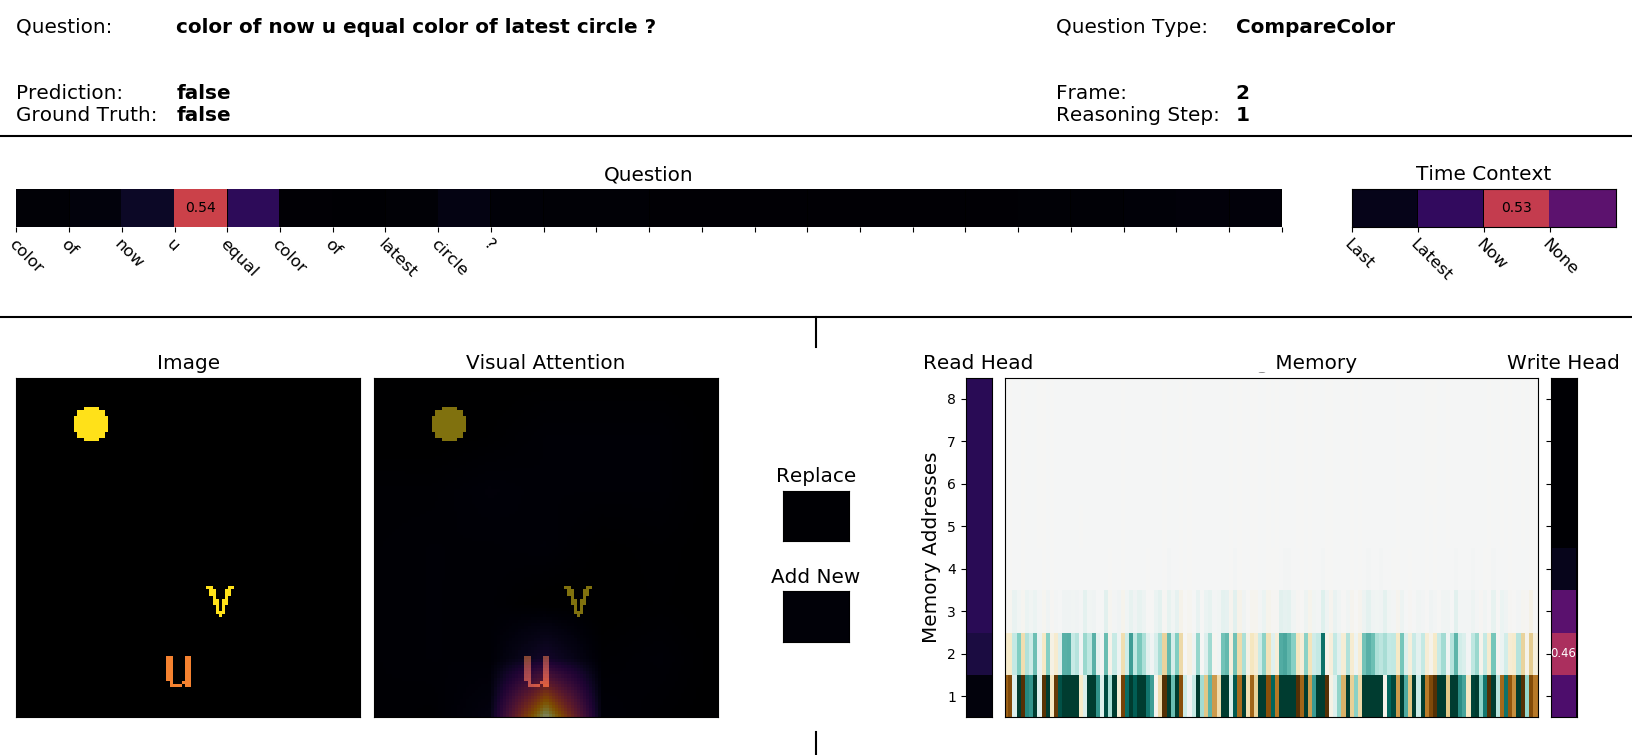 Question: color of now u equal color of latest circle ?
Question Type: CompareColor
Prediction: false
Ground Truth: false
Frame: 2
Reasoning Step: 1
Question
Time Context
0.54
0.53
color of now u equal color of latest circle ?
Last Latest Now None
Image
Visual Attention
Read Head
Memory
Write Head
Replace
Add New
Memory Addresses
8
7
6
5
4
3
2
1
0.46
v
u
v
u